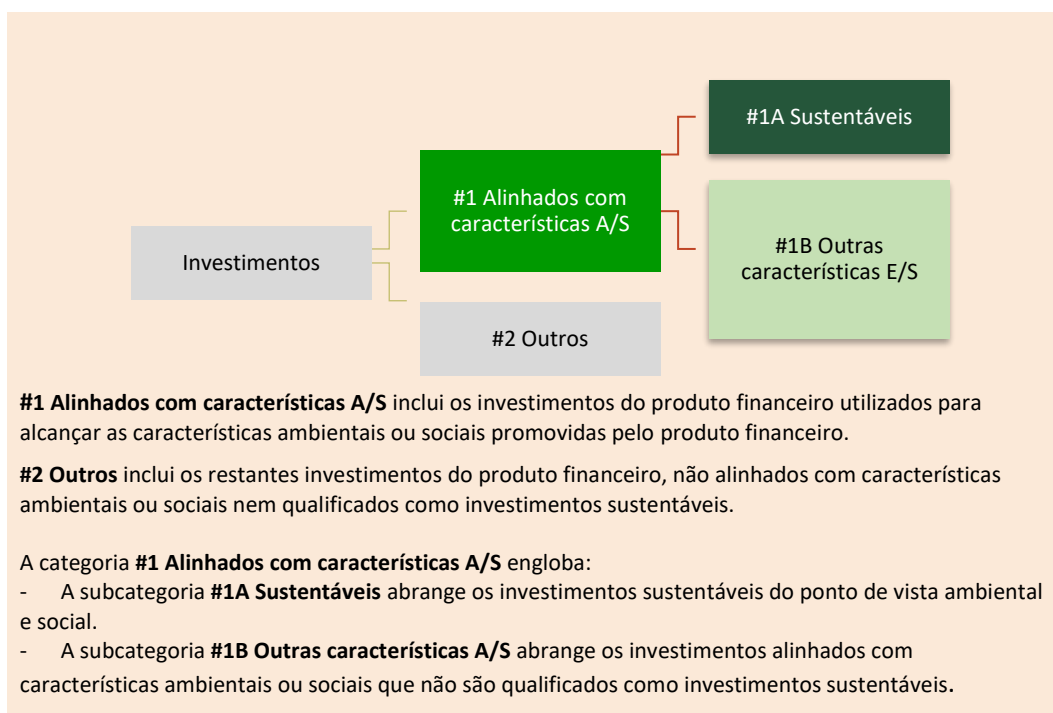 #1A Sustentáveis
#1 Alinhados com
características A/S
#1B Outras
características E/S
Investimentos
#2 Outros
#1 Alinhados com características A/S inclui os investimentos do produto financeiro utilizados para
alcançar as características ambientais ou sociais promovidas pelo produto financeiro.
#2 Outros inclui os restantes investimentos do produto financeiro, não alinhados com características
ambientais ou sociais nem qualificados como investimentos sustentáveis.
A categoria #1 Alinhados com características A/S engloba:
- A subcategoria #1A Sustentáveis abrange os investimentos sustentáveis do ponto de vista ambiental
e social.
- A subcategoria #1B Outras características A/S abrange os investimentos alinhados com
características ambientais ou sociais que não são qualificados como investimentos sustentáveis.